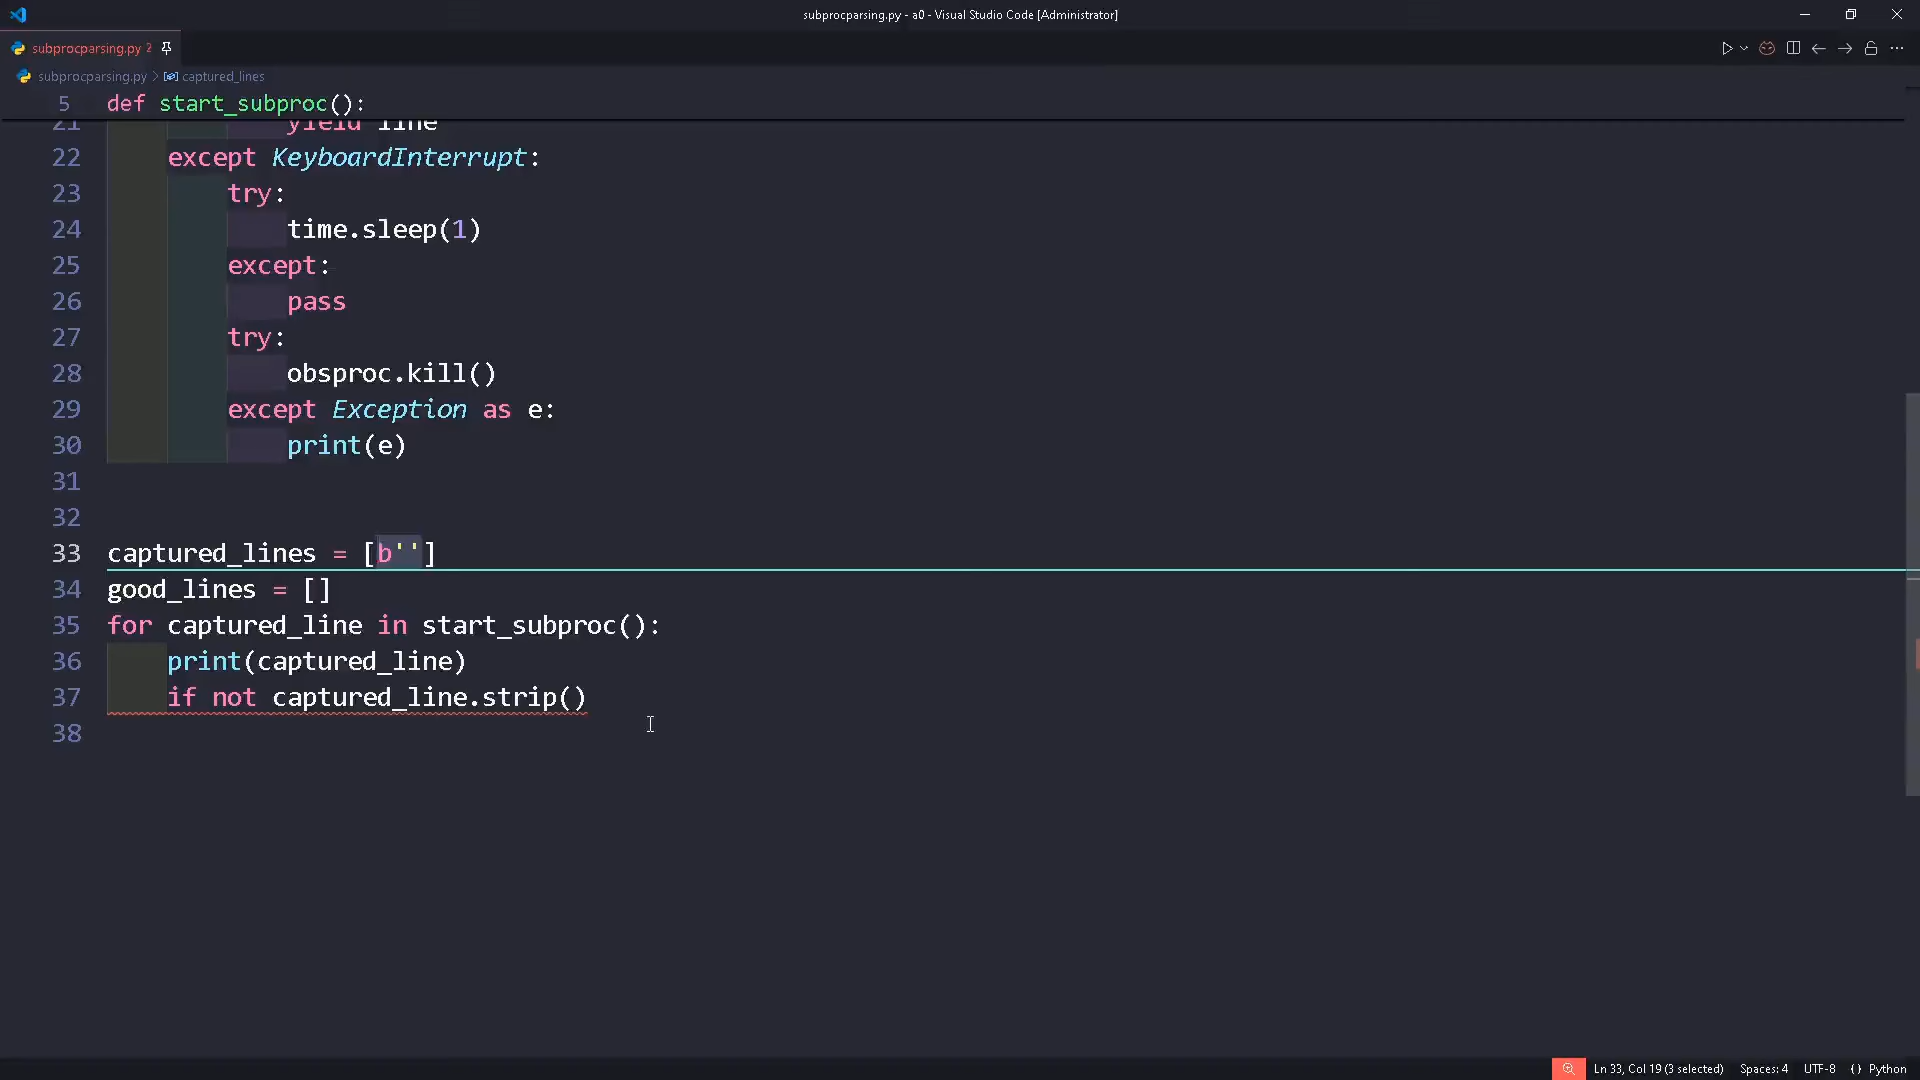 subprocparsing.py - a0 - Visual Studio Code [Administrator]
subprocparsing.py 2
subprocparsing.py > captured_lines
5 def start_subproc():
21 yield line
22 except KeyboardInterrupt:
23 try:
24 time.sleep(1)
25 except:
26 pass
27 try:
28 obsproc.kill()
29 except Exception as e:
30 print(e)
31
32
33 captured_lines = [b'']
34 good_lines = []
35 for captured_line in start_subproc():
36 print(captured_line)
37 if not captured_line.strip()
38
Ln 33, Col 19 (3 selected) Spaces: 4 UTF-8 {} Python